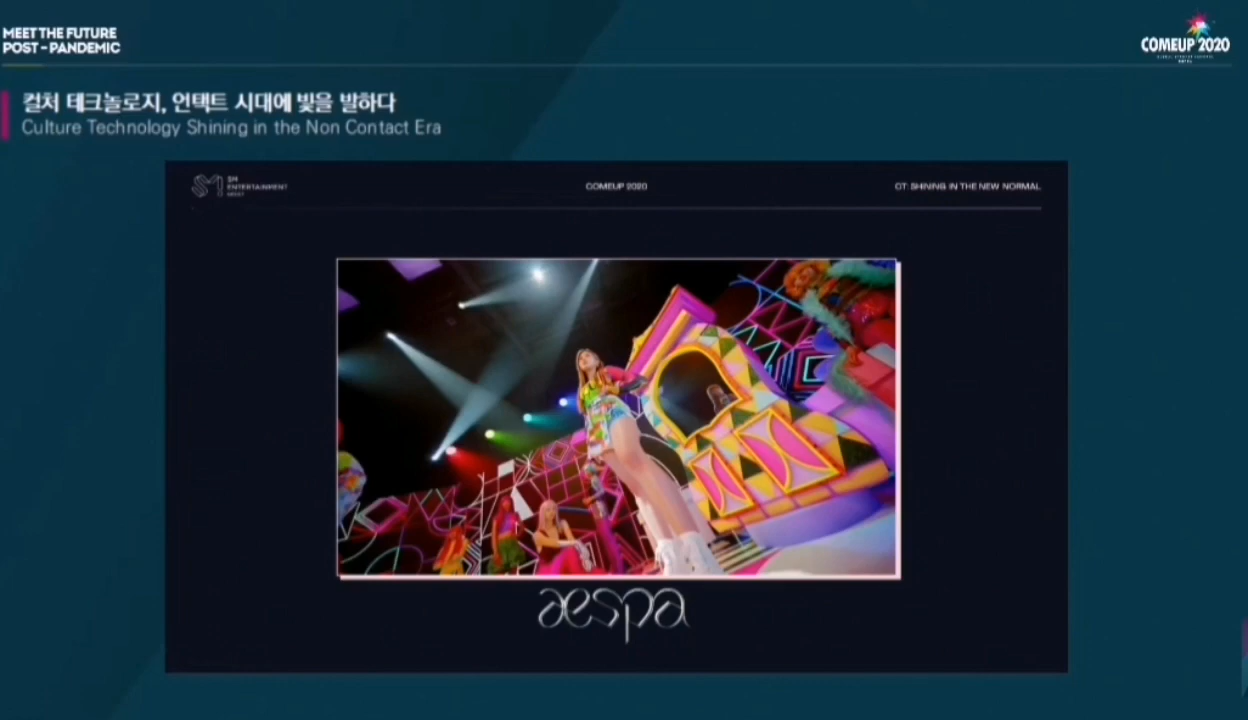 MEET THE FUTURE
POST - PANDEMIC
COMEUP 2020
컬처 테크놀로지, 언택트 시대에 빛을 발하다
Culture Technology Shining in the Non Contact Era
SM
ENTERTAINMENT
COMEUP 2020
CT: SHINING IN THE NEW NORMAL
aespa